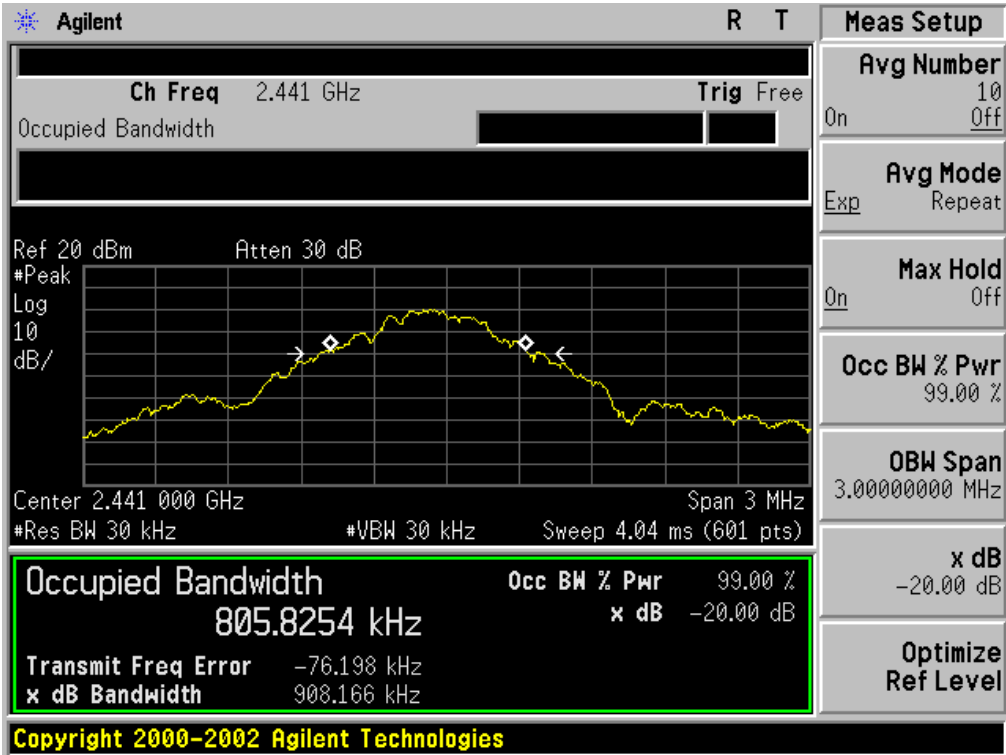 Agilent R T
Ch Freq 2.441 GHz Trig Free
Occupied Bandwidth
Ref 20 dBm Atten 30 dB
#Peak
Log
10
dB/
Center 2.441 000 GHz Span 3 MHz
#Res BW 30 kHz #VBW 30 kHz Sweep 4.04 ms (601 pts)
Occupied Bandwidth Occ BW % Pwr 99.00 %
805.8254 kHz x dB -20.00 dB
Transmit Freq Error -76.198 kHz
x dB Bandwidth 908.166 kHz
Copyright 2000-2002 Agilent Technologies
Meas Setup
Avg Number
10
On Off
Avg Mode
Exp Repeat
Max Hold
On Off
Occ BW % Pwr
99.00 %
OBW Span
3.00000000 MHz
x dB
-20.00 dB
Optimize
Ref Level